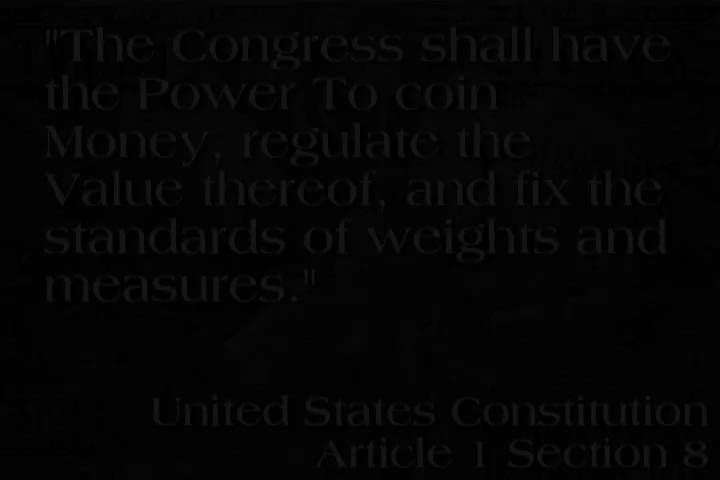 "The Congress shall have
the Power To coin
Money, regulate the
Value thereof, and fix the
standards of weights and
measures."
United States Constitution
Article 1 Section 8